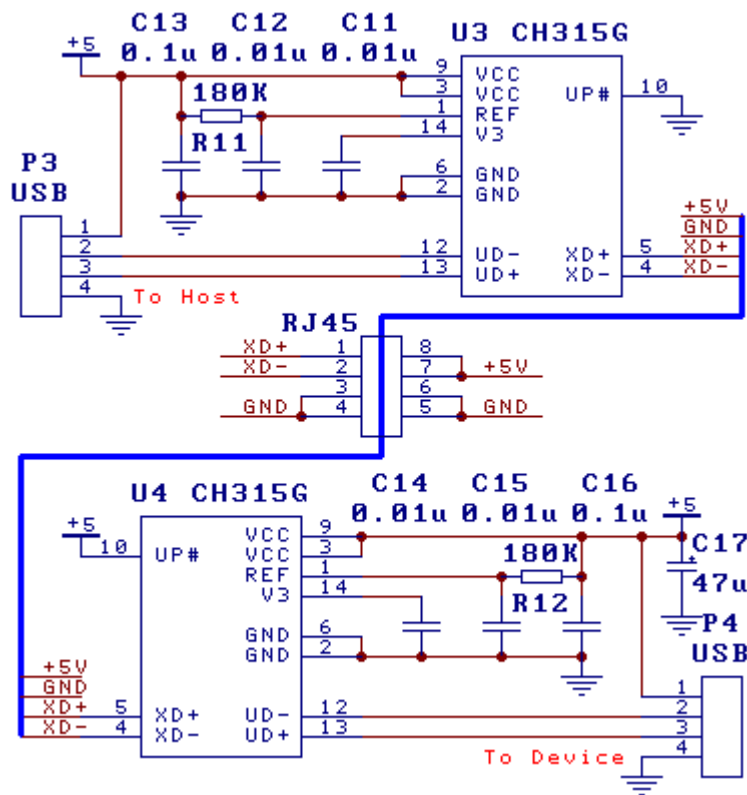 C13 C12 C11
0.1u 0.01u 0.01u
U3 CH315G
+5
180K
R11
9 VCC
3 VCC
1 REF
14 V3
6 GND
2 GND
12 UD-
13 UD+
UP# 10
XD+ 5
XD- 4
+5V
GND
XD+
XD-
P3
USB
1
2
3
4
To Host
RJ45
XD+ 1
XD- 2
3
GND 4
8
7 +5V
6
5 GND
U4 CH315G
+5
10 UP#
VCC 9
VCC 3
REF 1
V3 14
GND 6
GND 2
UD- 12
UD+ 13
+5V
GND
XD+ 5 XD+
XD- 4 XD-
C14 C15 C16
0.01u 0.01u 0.1u
180K
R12
+5
C17
+
47u
P4
USB
1
2
3
4
To Device